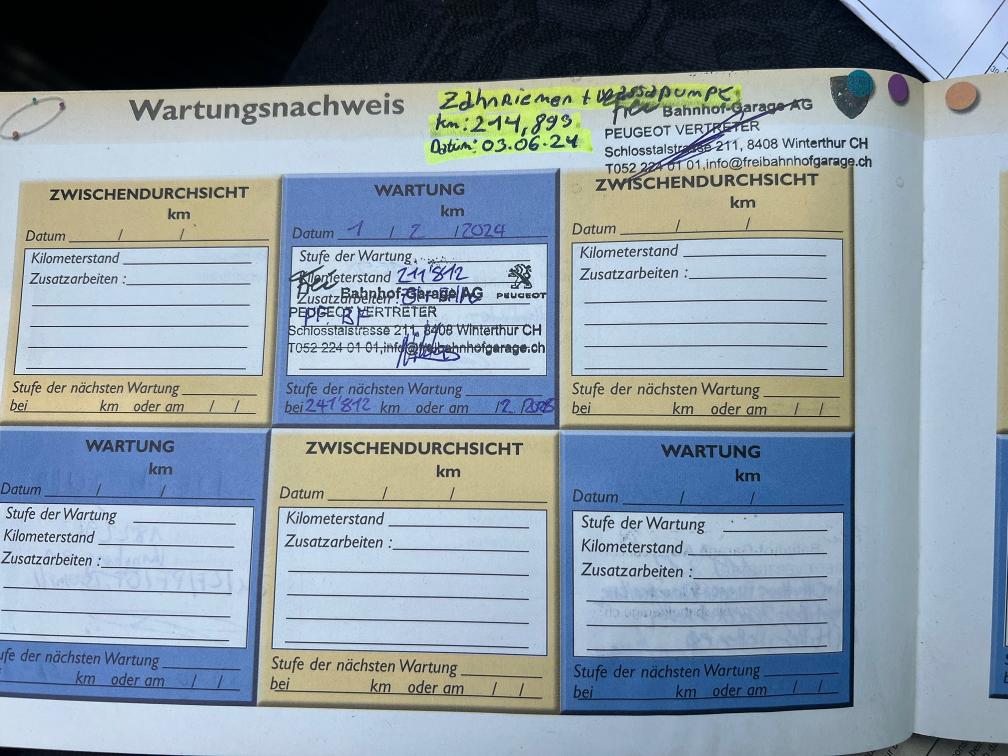 Wartungsnachweis
Zahnriemen + Wasserpumpe
km: 214,893
Datum: 03.06.24
Frei Bahnhof-Garage AG
PEUGEOT VERTRETER
Schlosstalstrasse 211, 8408 Winterthur CH
T052 224 01 01,info@freibahnhofgarage.ch
ZWISCHENDURCHSICHT
km
Datum / /
Kilometerstand
Zusatzarbeiten :
Stufe der nächsten Wartung
bei km oder am / /
WARTUNG
km
Datum 1 / 2 / 2024
Stufe der Wartung
Kilometerstand 211'812
Zusatzarbeiten :
Frei Bahnhof-Garage AG PEUGEOT
PEUGEOT VERTRETER
PF, BF
Schlosstalstrasse 211, 8408 Winterthur CH
T052 224 01 01,info@freibahnhofgarage.ch
Stufe der nächsten Wartung
bei 241'812 km oder am /2 /
ZWISCHENDURCHSICHT
km
Datum / /
Kilometerstand
Zusatzarbeiten :
Stufe der nächsten Wartung
bei km oder am / /
WARTUNG
km
Datum / /
Stufe der Wartung
Kilometerstand
Zusatzarbeiten :
ufe der nächsten Wartung
km oder am / /
ZWISCHENDURCHSICHT
km
Datum / /
Kilometerstand
Zusatzarbeiten :
Stufe der nächsten Wartung
bei km oder am / /
WARTUNG
km
Datum / /
Stufe der Wartung
Kilometerstand
Zusatzarbeiten :
Stufe der nächsten Wartung
bei km oder am / /